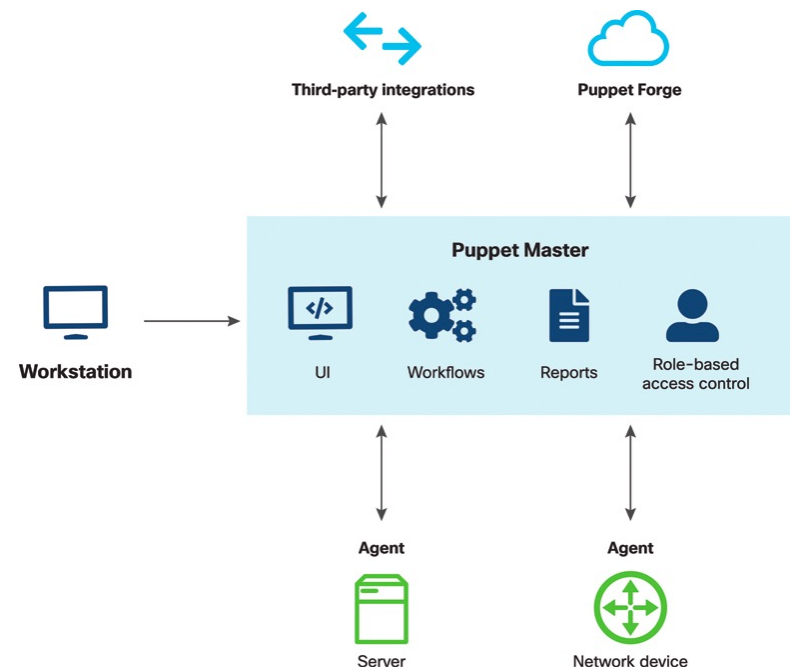 Third-party integrations
Puppet Forge
Puppet Master
</>
Workstation
UI
Workflows
Reports
Role-based
access control
Agent
Agent
Server
Network device